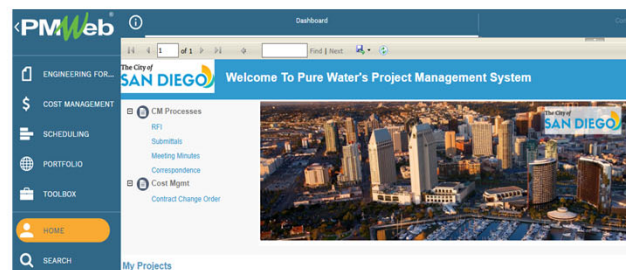 PMWeb®
Dashboard
1 of 1
Find | Next
ENGINEERING FOR...
COST MANAGEMENT
SCHEDULING
PORTFOLIO
TOOLBOX
HOME
SEARCH
The City of
SAN DIEGO
Welcome To Pure Water's Project Management System
CM Processes
RFI
Submittals
Meeting Minutes
Correspondence
Cost Mgmt
Contract Change Order
The City of
SAN DIEGO
My Projects